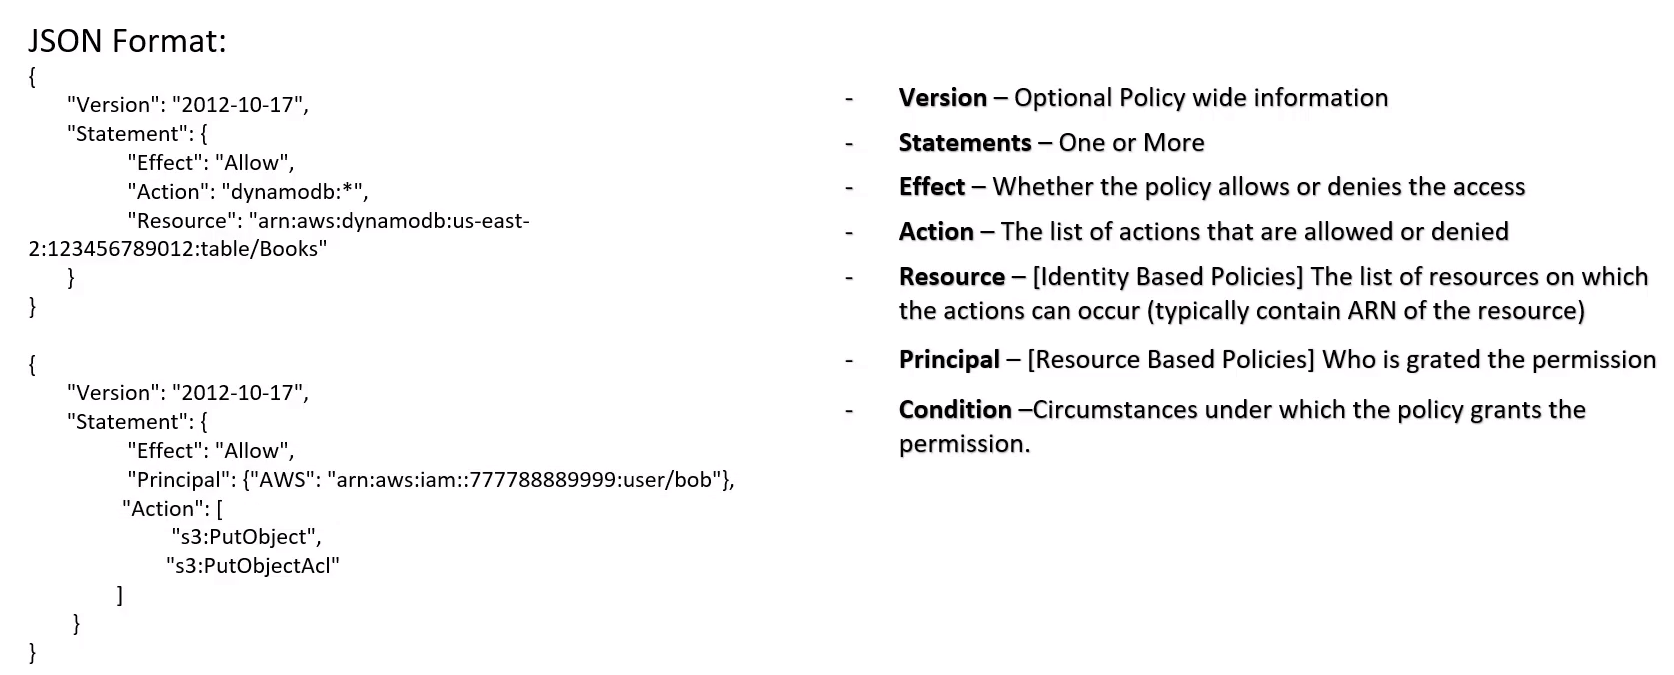 JSON Format:
{
"Version": "2012-10-17",
"Statement": {
"Effect": "Allow",
"Action": "dynamodb:*",
"Resource": "arn:aws:dynamodb:us-east-
2:123456789012:table/Books"
}
}
{
"Version": "2012-10-17",
"Statement": {
"Effect": "Allow",
"Principal": {"AWS": "arn:aws:iam::777788889999:user/bob"},
"Action": [
"s3:PutObject",
"s3:PutObjectAcl"
]
}
}
- Version – Optional Policy wide information
- Statements – One or More
- Effect – Whether the policy allows or denies the access
- Action – The list of actions that are allowed or denied
- Resource – [Identity Based Policies] The list of resources on which
the actions can occur (typically contain ARN of the resource)
- Principal – [Resource Based Policies] Who is grated the permission
- Condition –Circumstances under which the policy grants the
permission.